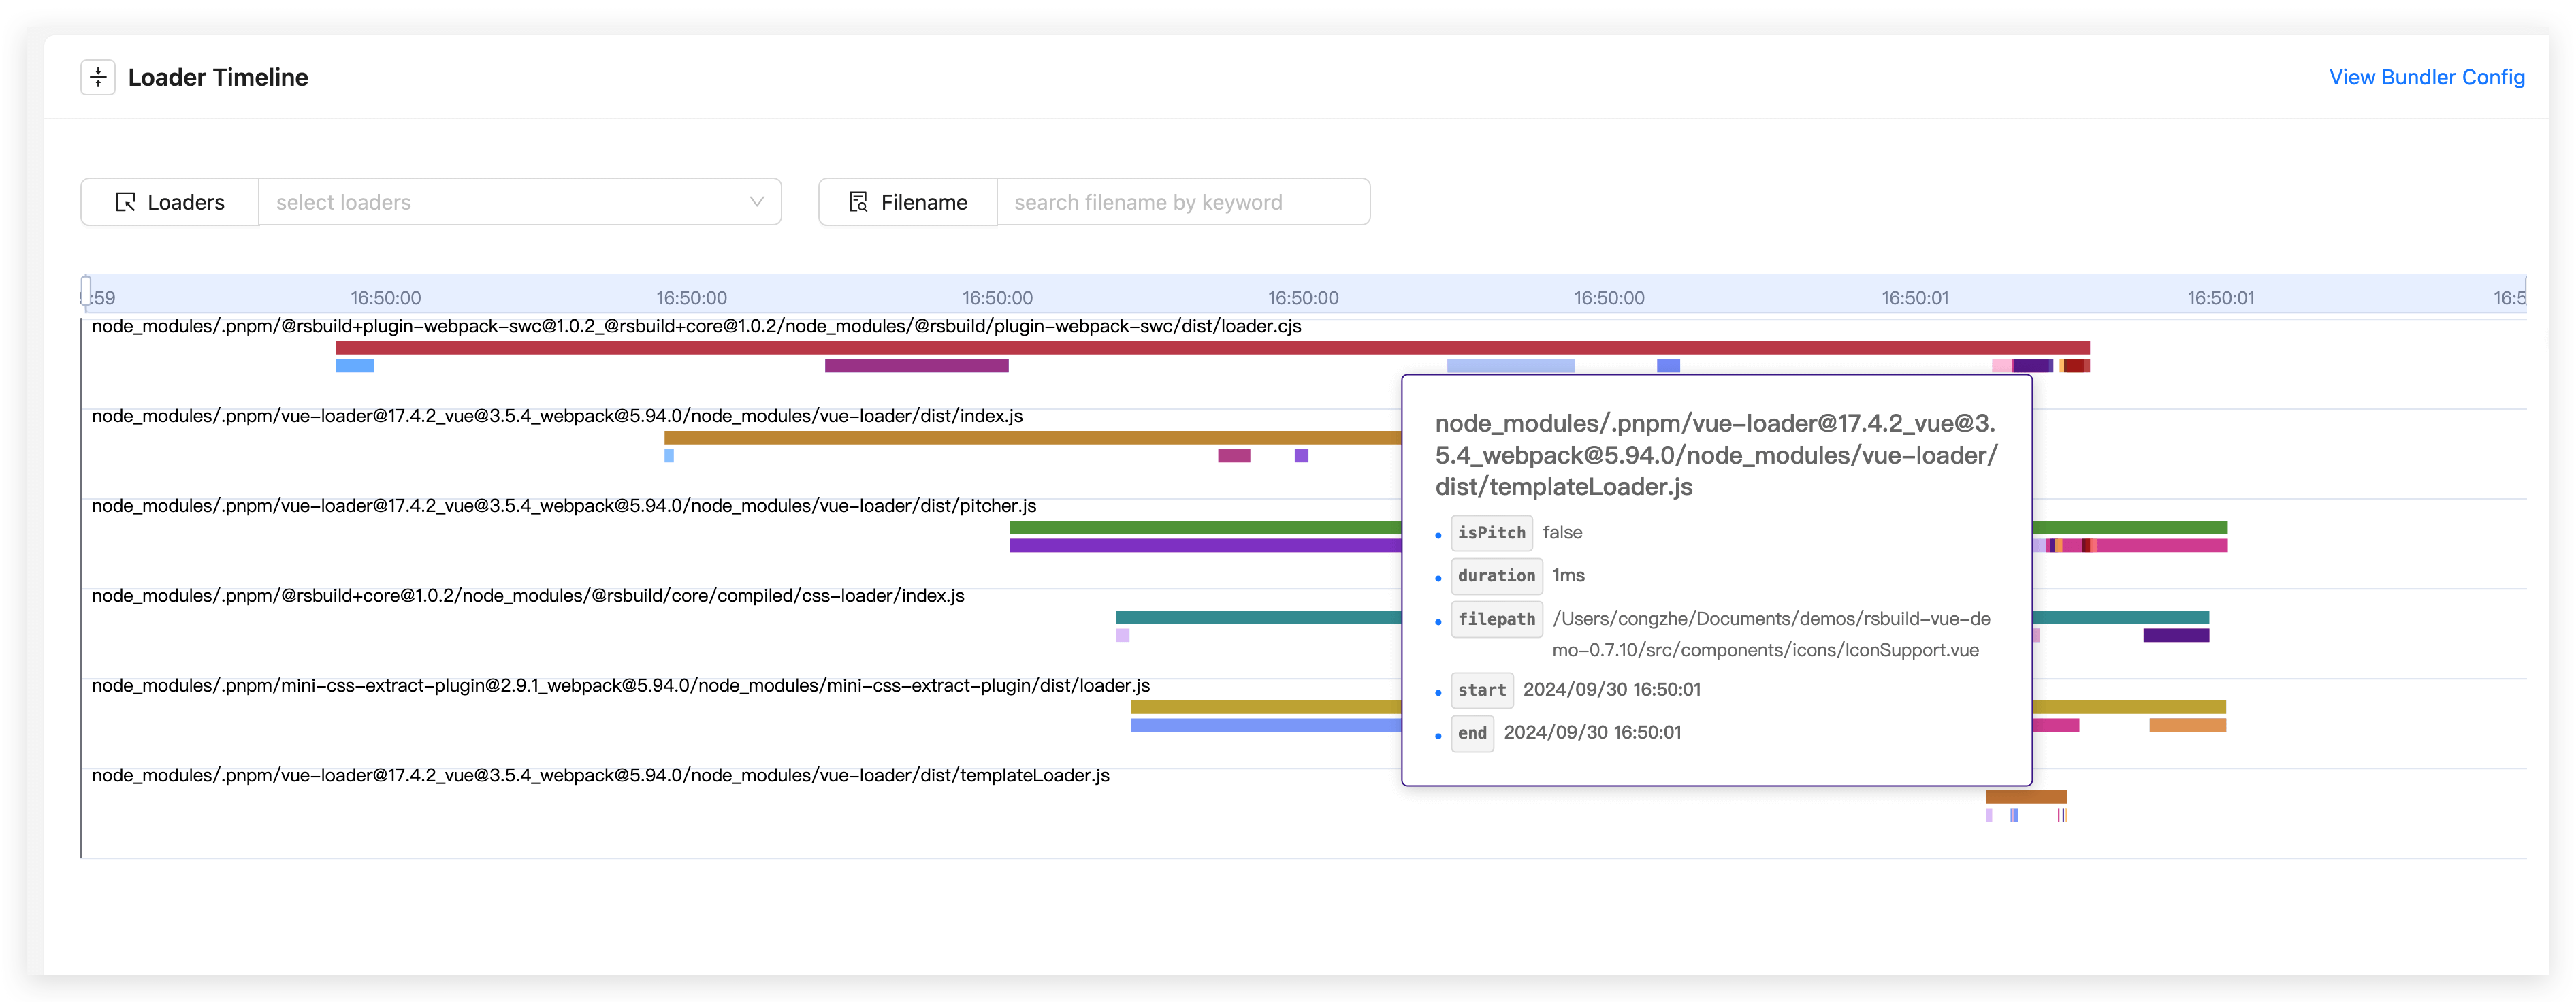 Loader Timeline
View Bundler Config
Loaders
select loaders
Filename
search filename by keyword
:59 16:50:00 16:50:00 16:50:00 16:50:00 16:50:00 16:50:01 16:50:01 16:5
node_modules/.pnpm/@rsbuild+plugin-webpack-swc@1.0.2_@rsbuild+core@1.0.2/node_modules/@rsbuild/plugin-webpack-swc/dist/loader.cjs
node_modules/.pnpm/vue-loader@17.4.2_vue@3.5.4_webpack@5.94.0/node_modules/vue-loader/dist/index.js
node_modules/.pnpm/vue-loader@17.4.2_vue@3.5.4_webpack@5.94.0/node_modules/vue-loader/dist/pitcher.js
node_modules/.pnpm/@rsbuild+core@1.0.2/node_modules/@rsbuild/core/compiled/css-loader/index.js
node_modules/.pnpm/mini-css-extract-plugin@2.9.1_webpack@5.94.0/node_modules/mini-css-extract-plugin/dist/loader.js
node_modules/.pnpm/vue-loader@17.4.2_vue@3.5.4_webpack@5.94.0/node_modules/vue-loader/dist/templateLoader.js
node_modules/.pnpm/vue-loader@17.4.2_vue@3.
5.4_webpack@5.94.0/node_modules/vue-loader/
dist/templateLoader.js
isPitch false
duration 1ms
filepath /Users/congzhe/Documents/demos/rsbuild-vue-de
mo-0.7.10/src/components/icons/IconSupport.vue
start 2024/09/30 16:50:01
end 2024/09/30 16:50:01